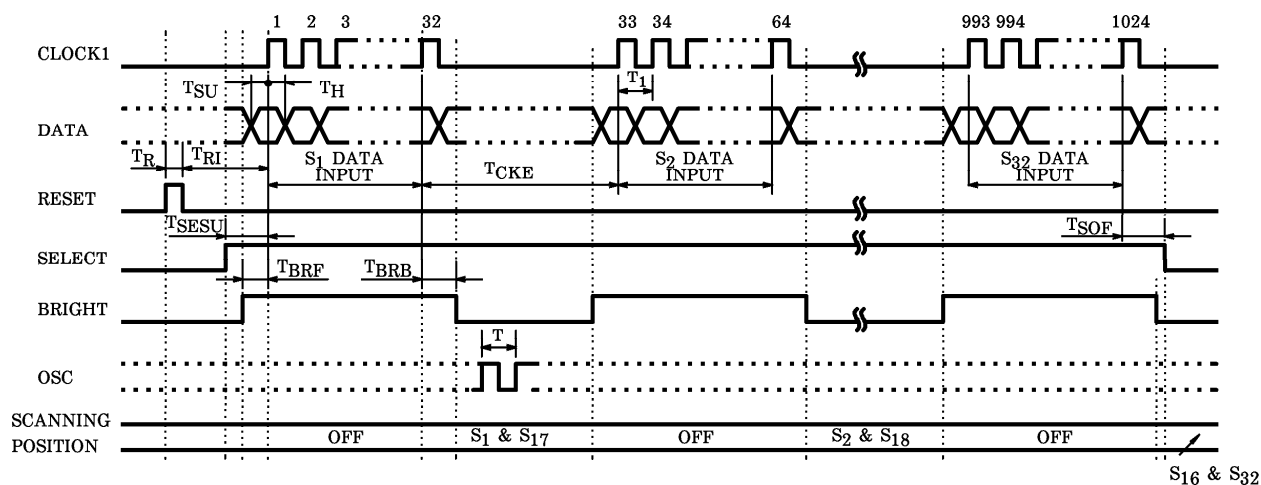 1 2 3 32 33 34 64 993 994 1024
CLOCK1
TSU TH T1
DATA
TR TRI S1 DATA INPUT TCKE S2 DATA INPUT S32 DATA INPUT
RESET
TSESU TSOF
SELECT
TBRF TBRB
BRIGHT
T
OSC
SCANNING POSITION
OFF S1 & S17 OFF S2 & S18 OFF
S16 & S32